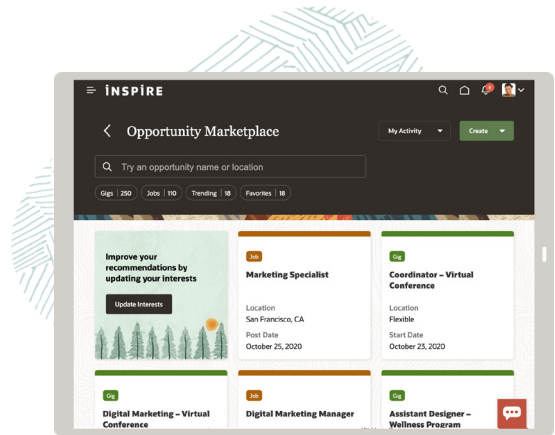 iNSPiRE
Opportunity Marketplace
My Activity
Create
Try an opportunity name or location
Gigs | 250
Jobs | 110
Trending | 18
Favorites | 18
Improve your
recommendations by
updating your interests
Update Interests
Job
Marketing Specialist
Location
San Francisco, CA
Post Date
October 25, 2020
Gig
Coordinator – Virtual
Conference
Location
Flexible
Start Date
October 23, 2020
Gig
Digital Marketing – Virtual
Conference
Job
Digital Marketing Manager
Gig
Assistant Designer –
Wellness Program